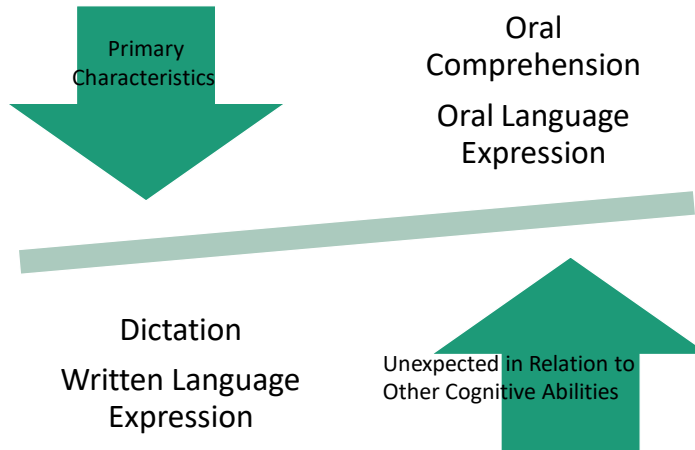 Primary
Characteristics
Oral
Comprehension
Oral Language
Expression
Dictation
Written Language
Expression
Unexpected in Relation to
Other Cognitive Abilities